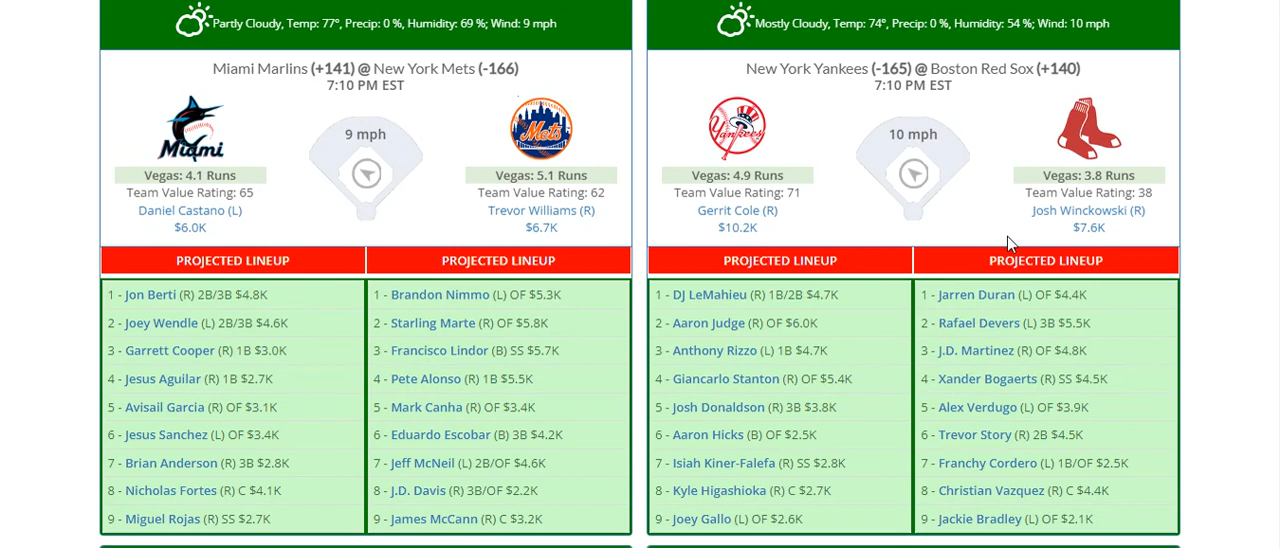 Partly Cloudy, Temp: 77°, Precip: 0 %, Humidity: 69 %; Wind: 9 mph
Miami Marlins (+141) @ New York Mets (-166)
7:10 PM EST
Miami
9 mph
Mets
Vegas: 4.1 Runs
Team Value Rating: 65
Daniel Castano (L)
$6.0K
Vegas: 5.1 Runs
Team Value Rating: 62
Trevor Williams (R)
$6.7K
PROJECTED LINEUP
1 - Jon Berti (R) 2B/3B $4.8K
2 - Joey Wendle (L) 2B/3B $4.6K
3 - Garrett Cooper (R) 1B $3.0K
4 - Jesus Aguilar (R) 1B $2.7K
5 - Avisail Garcia (R) OF $3.1K
6 - Jesus Sanchez (L) OF $3.4K
7 - Brian Anderson (R) 3B $2.8K
8 - Nicholas Fortes (R) C $4.1K
9 - Miguel Rojas (R) SS $2.7K
PROJECTED LINEUP
1 - Brandon Nimmo (L) OF $5.3K
2 - Starling Marte (R) OF $5.8K
3 - Francisco Lindor (B) SS $5.7K
4 - Pete Alonso (R) 1B $5.5K
5 - Mark Canha (R) OF $3.4K
6 - Eduardo Escobar (B) 3B $4.2K
7 - Jeff McNeil (L) 2B/OF $4.6K
8 - J.D. Davis (R) 3B/OF $2.2K
9 - James McCann (R) C $3.2K
Mostly Cloudy, Temp: 74°, Precip: 0 %, Humidity: 54 %; Wind: 10 mph
New York Yankees (-165) @ Boston Red Sox (+140)
7:10 PM EST
Yankees
10 mph
Vegas: 4.9 Runs
Team Value Rating: 71
Gerrit Cole (R)
$10.2K
Vegas: 3.8 Runs
Team Value Rating: 38
Josh Winckowski (R)
$7.6K
PROJECTED LINEUP
1 - DJ LeMahieu (R) 1B/2B $4.7K
2 - Aaron Judge (R) OF $6.0K
3 - Anthony Rizzo (L) 1B $4.7K
4 - Giancarlo Stanton (R) OF $5.4K
5 - Josh Donaldson (R) 3B $3.8K
6 - Aaron Hicks (B) OF $2.5K
7 - Isiah Kiner-Falefa (R) SS $2.8K
8 - Kyle Higashioka (R) C $2.7K
9 - Joey Gallo (L) OF $2.6K
PROJECTED LINEUP
1 - Jarren Duran (L) OF $4.4K
2 - Rafael Devers (L) 3B $5.5K
3 - J.D. Martinez (R) OF $4.8K
4 - Xander Bogaerts (R) SS $4.5K
5 - Alex Verdugo (L) OF $3.9K
6 - Trevor Story (R) 2B $4.5K
7 - Franchy Cordero (L) 1B/OF $2.5K
8 - Christian Vazquez (R) C $4.4K
9 - Jackie Bradley (L) OF $2.1K